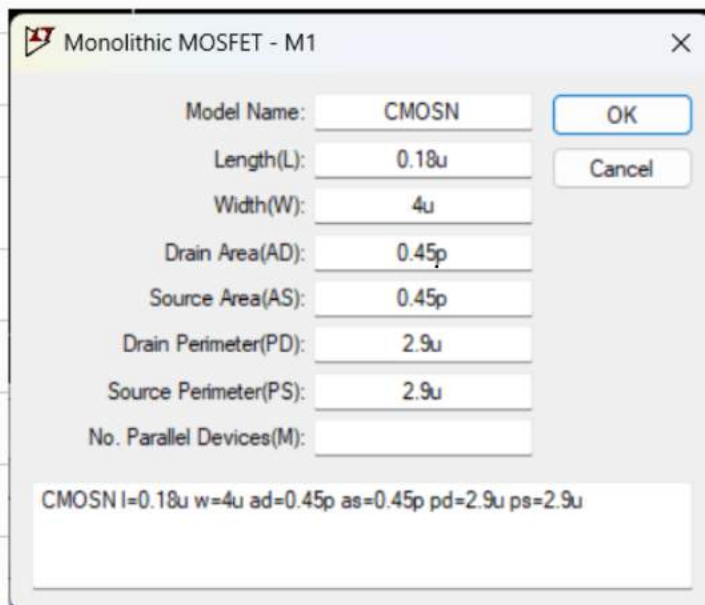 Monolithic MOSFET - M1
Model Name: CMOSN
OK
Length(L): 0.18u
Cancel
Width(W): 4u
Drain Area(AD): 0.45p
Source Area(AS): 0.45p
Drain Perimeter(PD): 2.9u
Source Perimeter(PS): 2.9u
No. Parallel Devices(M):
CMOSN l=0.18u w=4u ad=0.45p as=0.45p pd=2.9u ps=2.9u